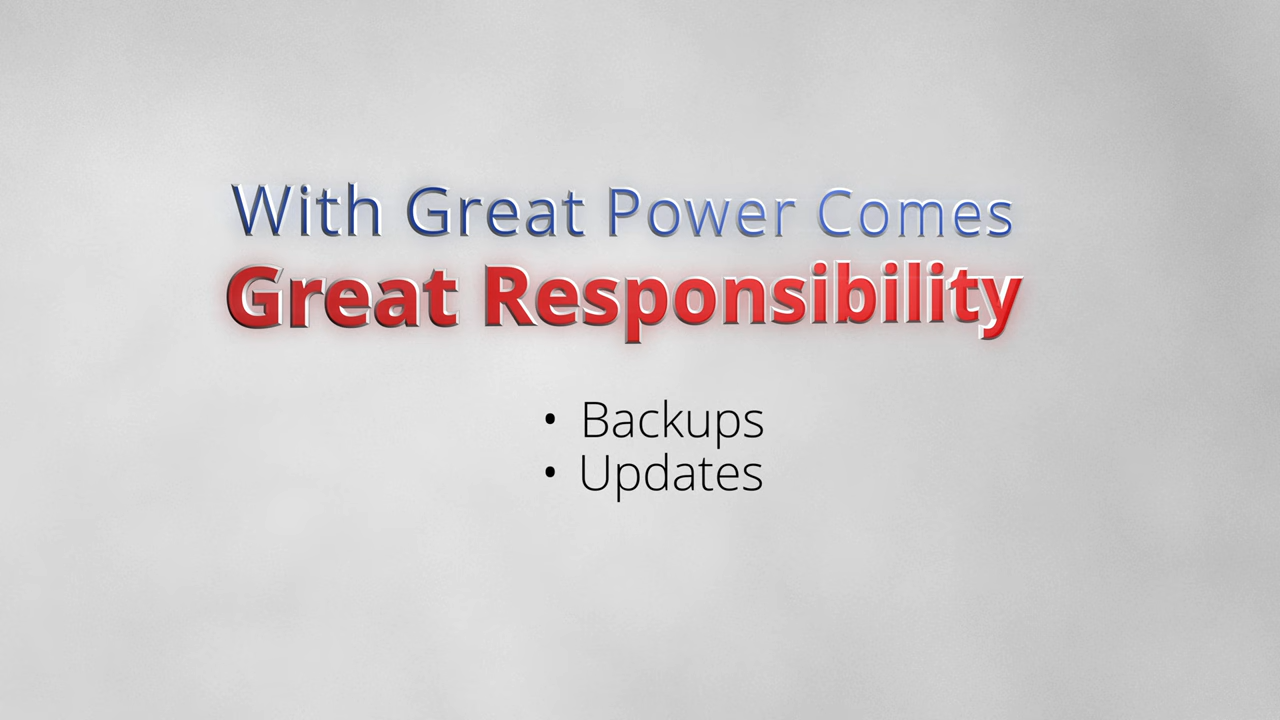 With Great Power Comes
Great Responsibility
• Backups
• Updates